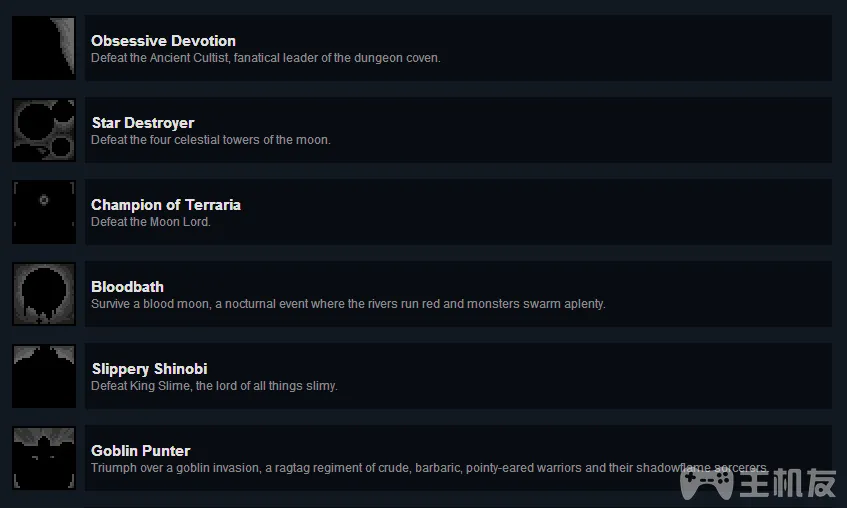 Obsessive Devotion
Defeat the Ancient Cultist, fanatical leader of the dungeon coven.
Star Destroyer
Defeat the four celestial towers of the moon.
Champion of Terraria
Defeat the Moon Lord.
Bloodbath
Survive a blood moon, a nocturnal event where the rivers run red and monsters swarm aplenty.
Slippery Shinobi
Defeat King Slime, the lord of all things slimy.
Goblin Punter
Triumph over a goblin invasion, a ragtag regiment of crude, barbaric, pointy-eared warriors and their shadowflame sorcerers.
主机友